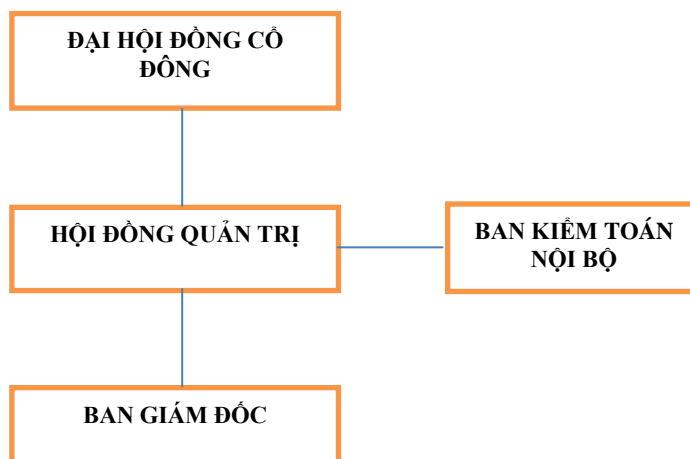 ĐẠI HỘI ĐỒNG CỔ
ĐÔNG
HỘI ĐỒNG QUẢN TRỊ
BAN KIỂM TOÁN
NỘI BỘ
BAN GIÁM ĐỐC